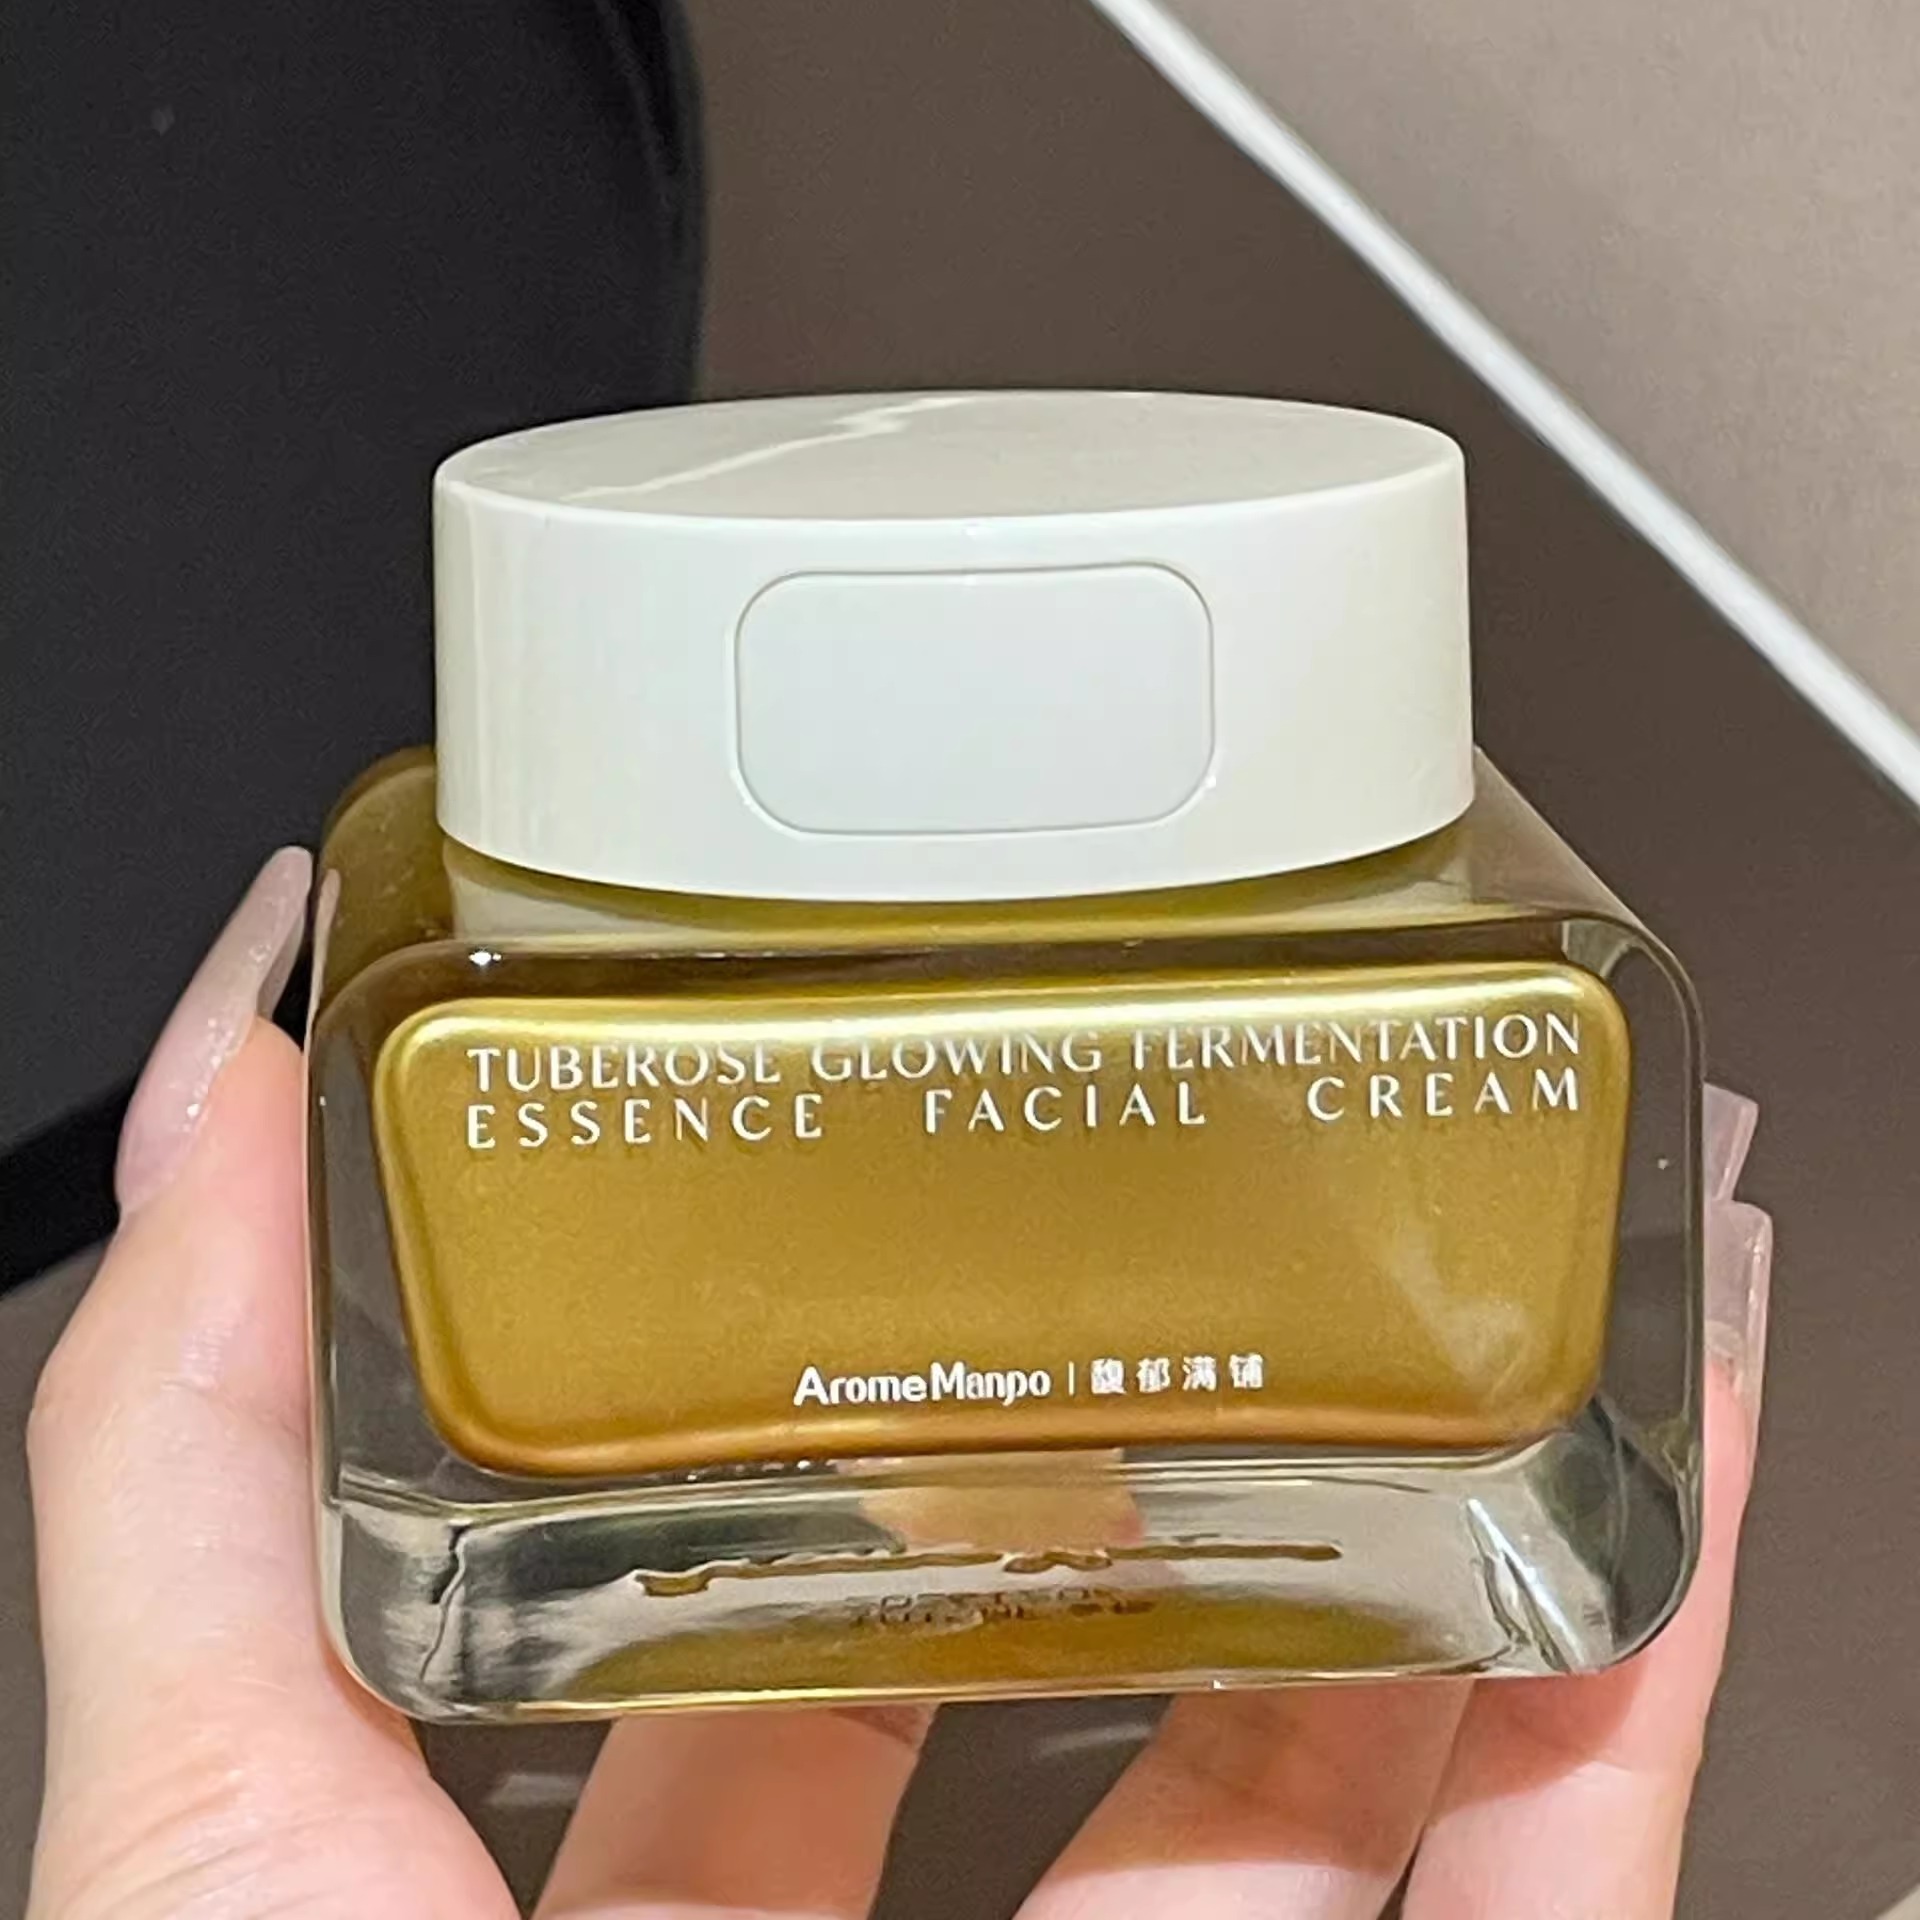 TUBEROSE GLOWING FERMENTATION
ESSENCE FACIAL CREAM
AromeManpo | 馥郁满铺